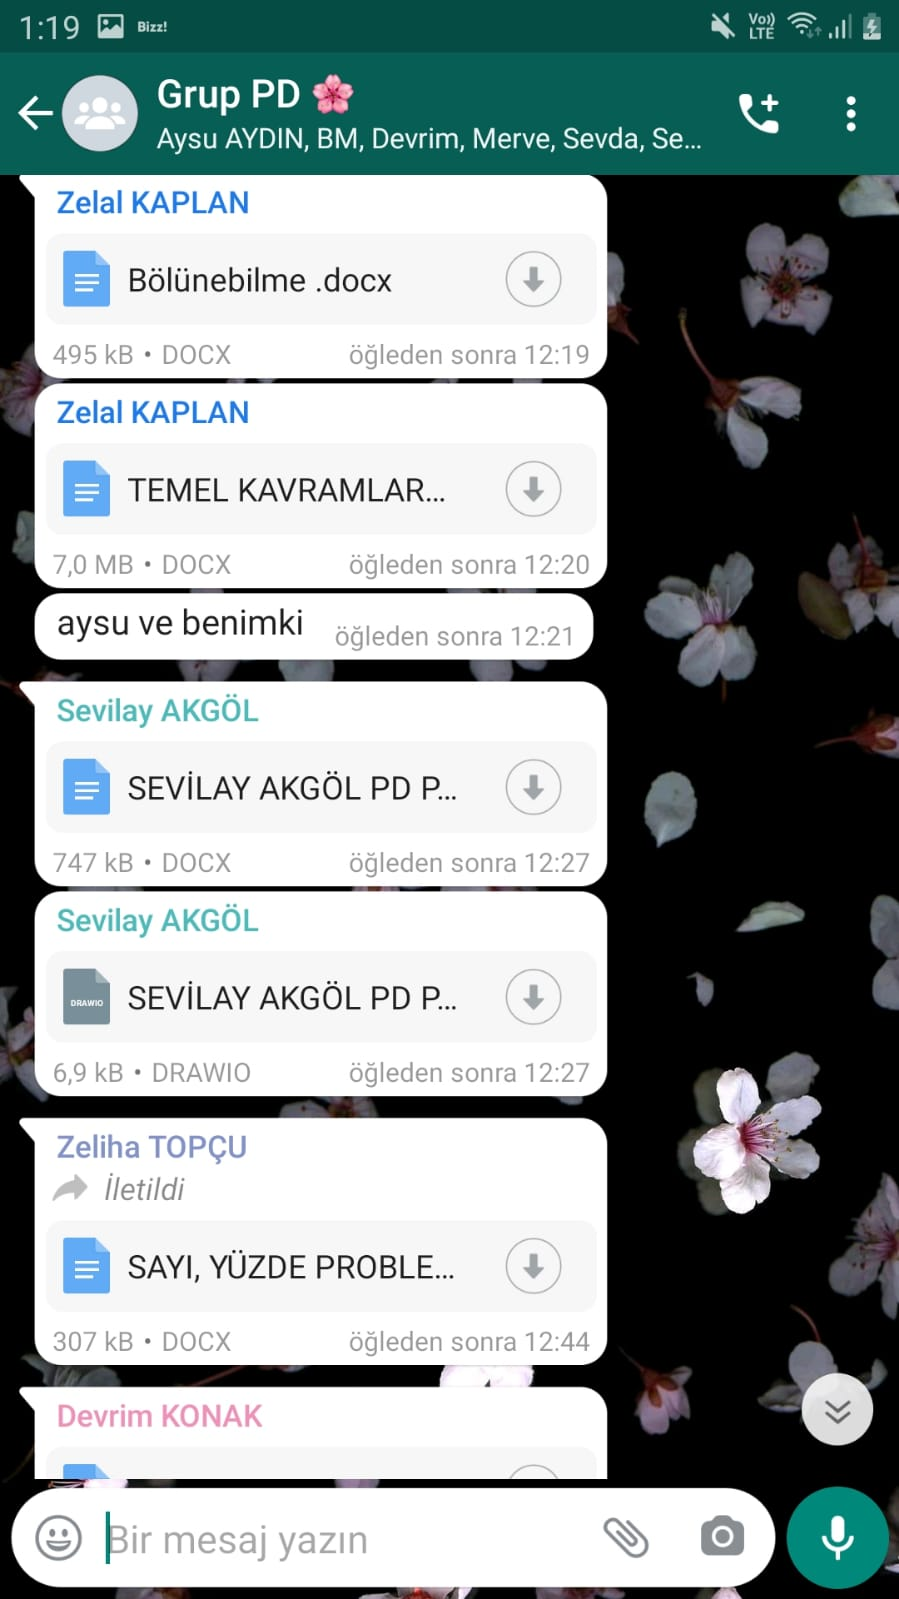 1:19 Bizz! Vo)) LTE
Grup PD
Aysu AYDIN, BM, Devrim, Merve, Sevda, Se...
Zelal KAPLAN
Bölünebilme .docx
495 kB • DOCX öğleden sonra 12:19
Zelal KAPLAN
TEMEL KAVRAMLAR...
7,0 MB • DOCX öğleden sonra 12:20
aysu ve benimki öğleden sonra 12:21
Sevilay AKGÖL
SEVİLAY AKGÖL PD P...
747 kB • DOCX öğleden sonra 12:27
Sevilay AKGÖL
DRAWIO SEVİLAY AKGÖL PD P...
6,9 kB • DRAWIO öğleden sonra 12:27
Zeliha TOPÇU
İletildi
SAYI, YÜZDE PROBLE...
307 kB • DOCX öğleden sonra 12:44
Devrim KONAK
Bir mesaj yazın